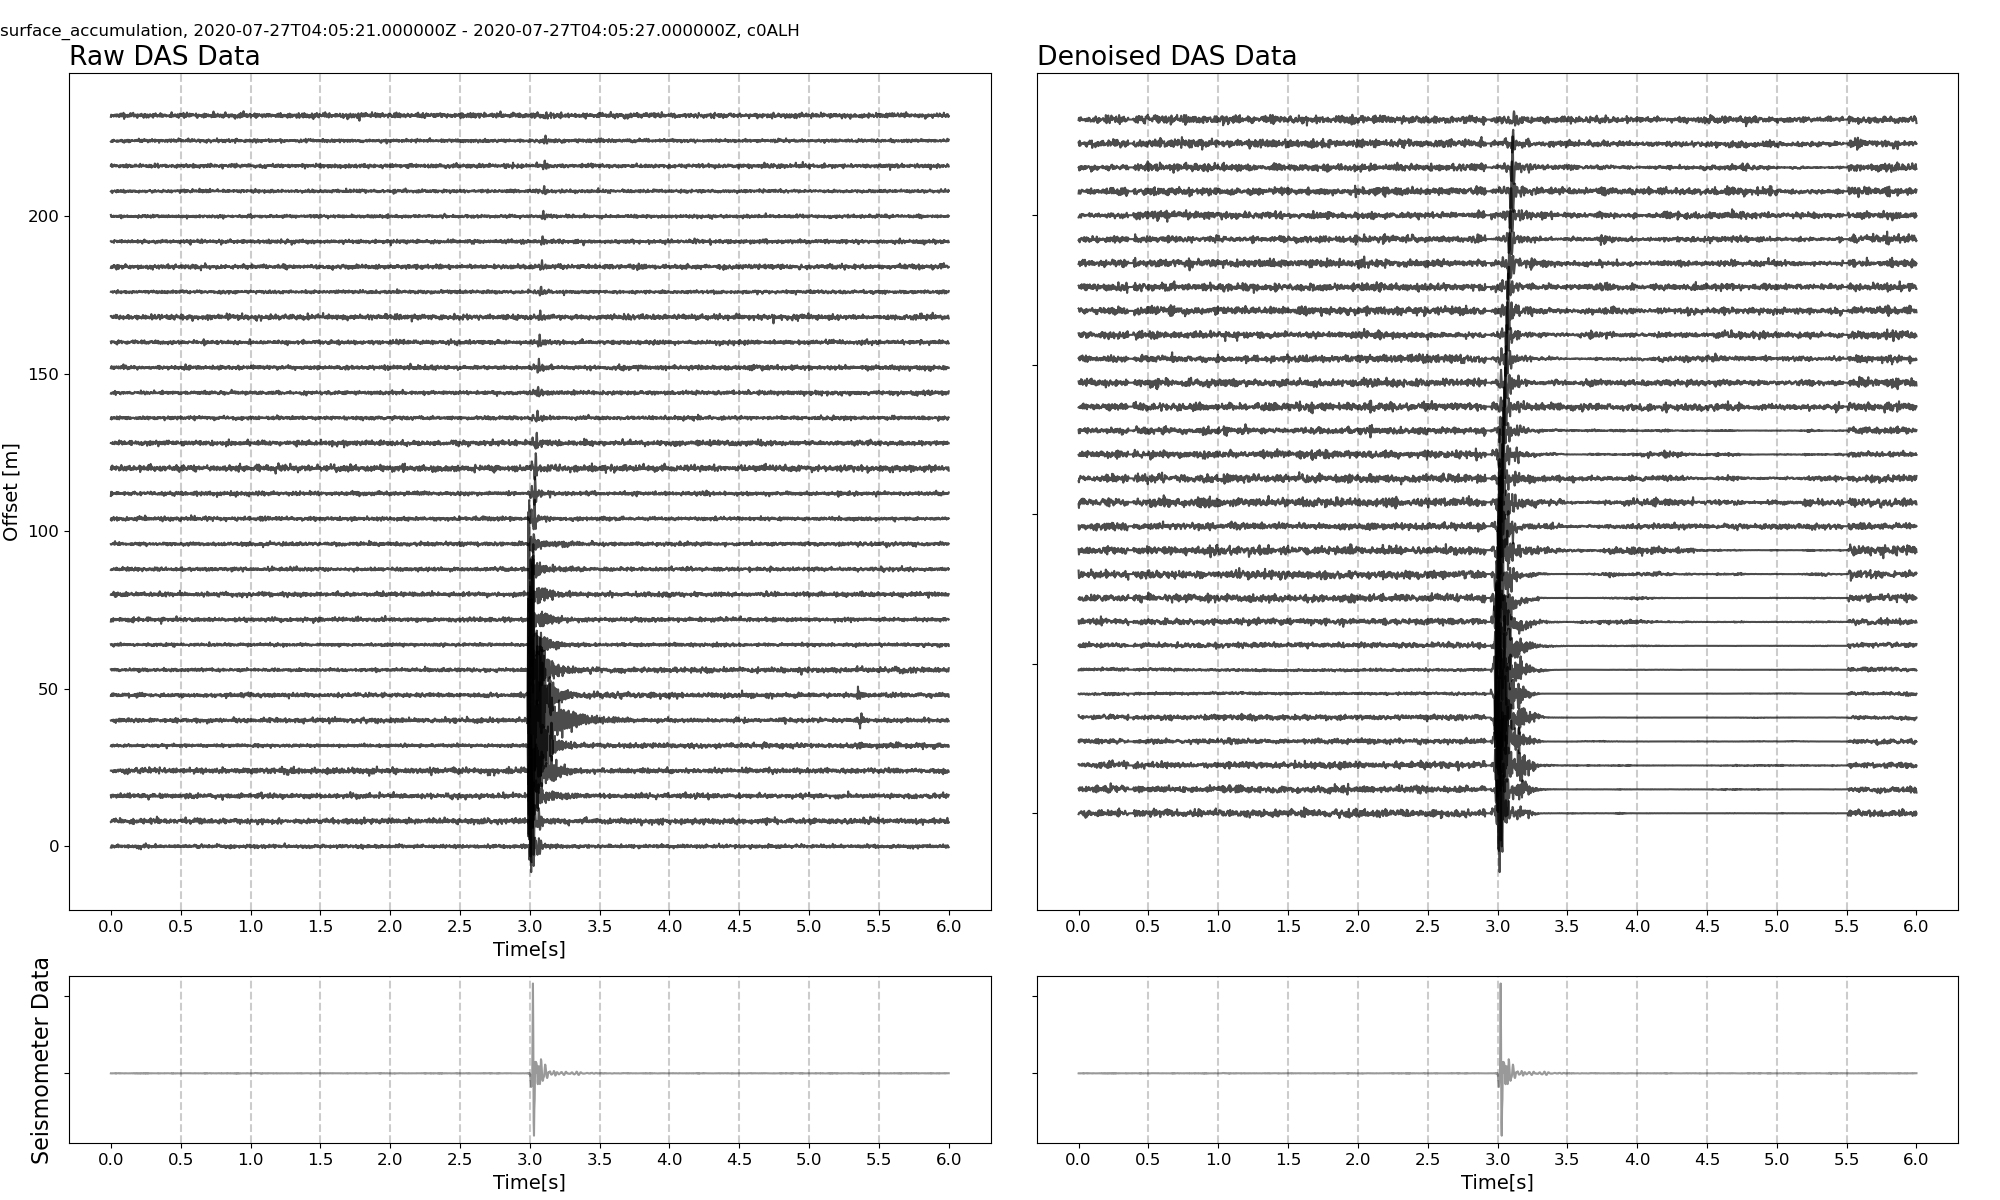 surface_accumulation, 2020-07-27T04:05:21.000000Z - 2020-07-27T04:05:27.000000Z, c0ALH
Raw DAS Data
Denoised DAS Data
Offset [m]
200
150
100
50
0
0.0 0.5 1.0 1.5 2.0 2.5 3.0 3.5 4.0 4.5 5.0 5.5 6.0
Time[s]
0.0 0.5 1.0 1.5 2.0 2.5 3.0 3.5 4.0 4.5 5.0 5.5 6.0
Seismometer Data
0.0 0.5 1.0 1.5 2.0 2.5 3.0 3.5 4.0 4.5 5.0 5.5 6.0
Time[s]
0.0 0.5 1.0 1.5 2.0 2.5 3.0 3.5 4.0 4.5 5.0 5.5 6.0
Time[s]